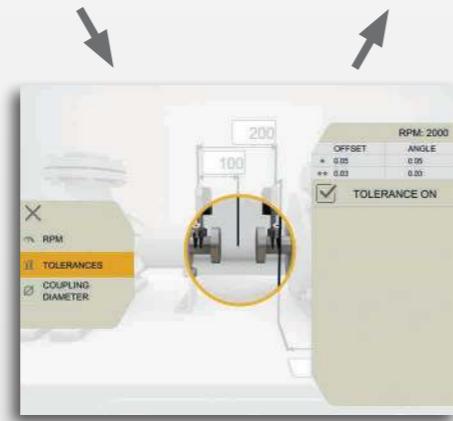 200
100
RPM: 2000
OFFSET ANGLE
* 0.05 0.05
** 0.03 0.03
TOLERANCE ON
RPM
TOLERANCES
COUPLING
DIAMETER